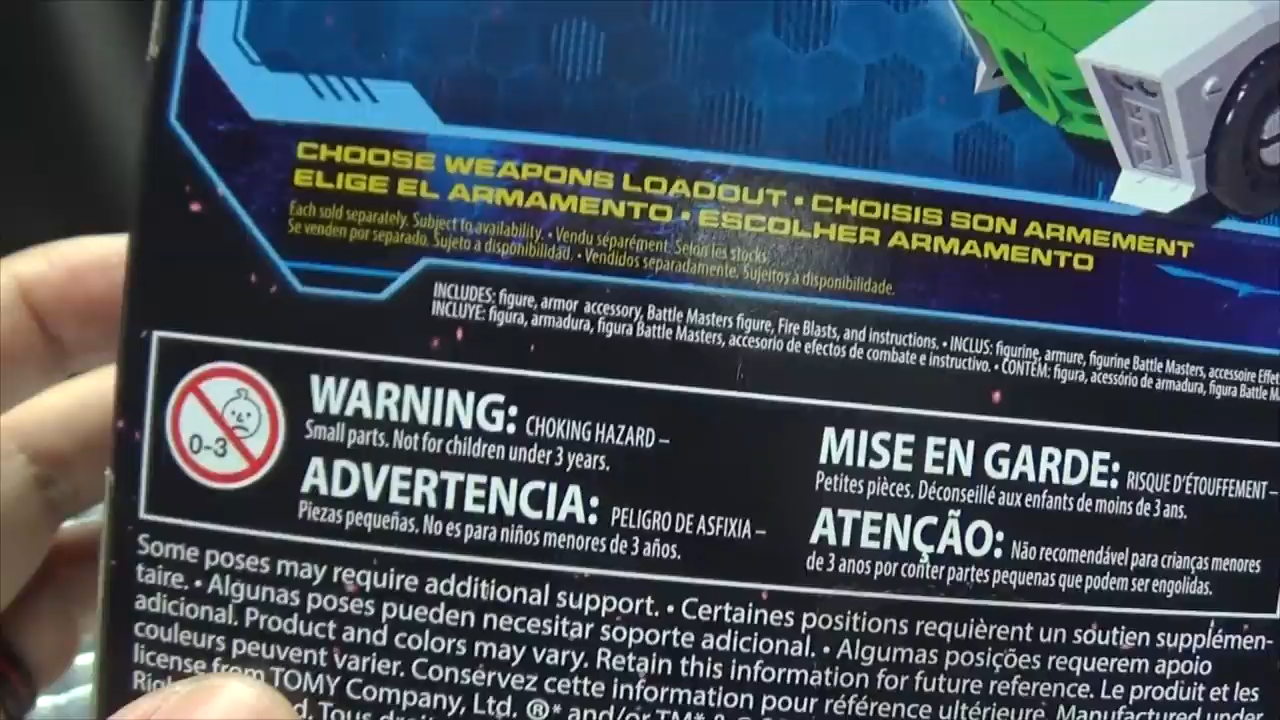 CHOOSE WEAPONS LOADOUT • CHOISIS SON ARMEMENT
ELIGE EL ARMAMENTO • ESCOLHER ARMAMENTO
Each sold separately. Subject to availability. • Vendu séparément. Selon les stocks.
Se venden por separado. Sujeto a disponibilidad. • Vendidos separadamente. Sujeitos à disponibilidade.
INCLUDES: figure, armor accessory, Battle Masters figure, Fire Blasts, and instructions. • INCLUS: figurine, armure, figurine Battle Masters, accessoire Effet
INCLUYE: figura, armadura, figura Battle Masters, accesorio de efectos de combate e instructivo. • CONTÉM: figura, acessório de armadura, figura Battle
0-3
WARNING: CHOKING HAZARD –
Small parts. Not for children under 3 years.
ADVERTENCIA: PELIGRO DE ASFIXIA –
Piezas pequeñas. No es para niños menores de 3 años.
MISE EN GARDE: RISQUE D'ÉTOUFFEMENT –
Petites pièces. Déconseillé aux enfants de moins de 3 ans.
ATENÇÃO: Não recomendável para crianças menores
de 3 anos por conter partes pequenas que podem ser engolidas.
Some poses may require additional support. • Certaines positions requièrent un soutien supplémen-
taire. • Algunas poses pueden necesitar soporte adicional. • Algumas posições requerem apoio
adicional. Product and colors may vary. Retain this information for future reference. Le produit et les
couleurs peuvent varier. Conservez cette information pour référence ultérieure. Manufactured under
license from TOMY Company, Ltd. ®* and/or TM* &